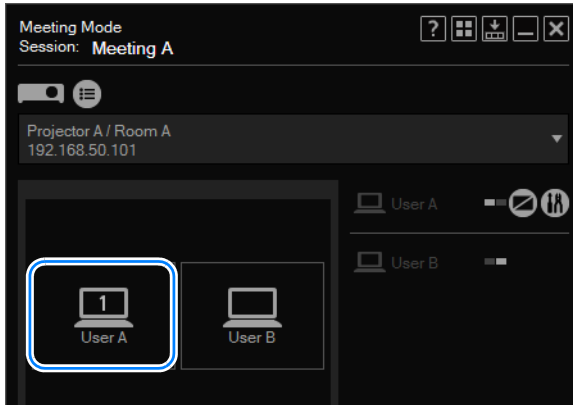 Meeting Mode
Session: Meeting A
?
Projector A / Room A
192.168.50.101
User A
User B
1
User A
User B